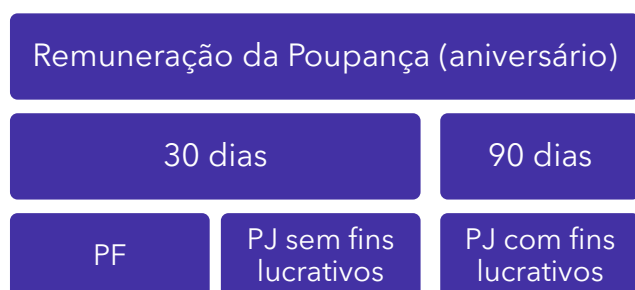 Remuneração da Poupança (aniversário)
30 dias
90 dias
PF
PJ sem fins
lucrativos
PJ com fins
lucrativos